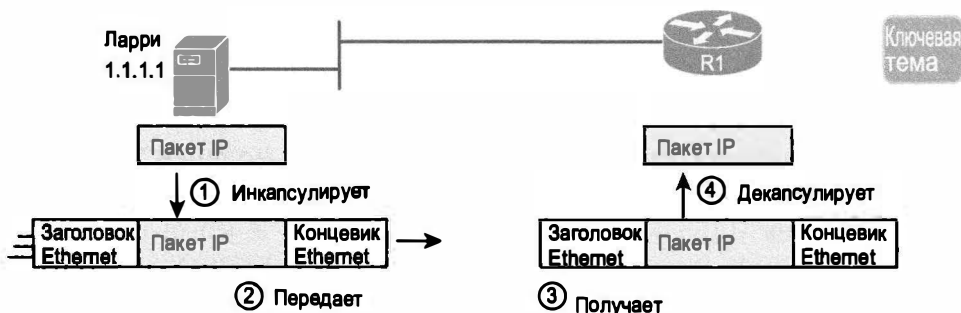 Ларри
1.1.1.1
R1
Ключевая
тема
Пакет IP
Пакет IP
① Инкапсулирует
④ Декапсулирует
Заголовок
Ethernet
Пакет IP
Концевик
Ethernet
Заголовок
Ethernet
Пакет IP
Концевик
Ethernet
② Передает
③ Получает